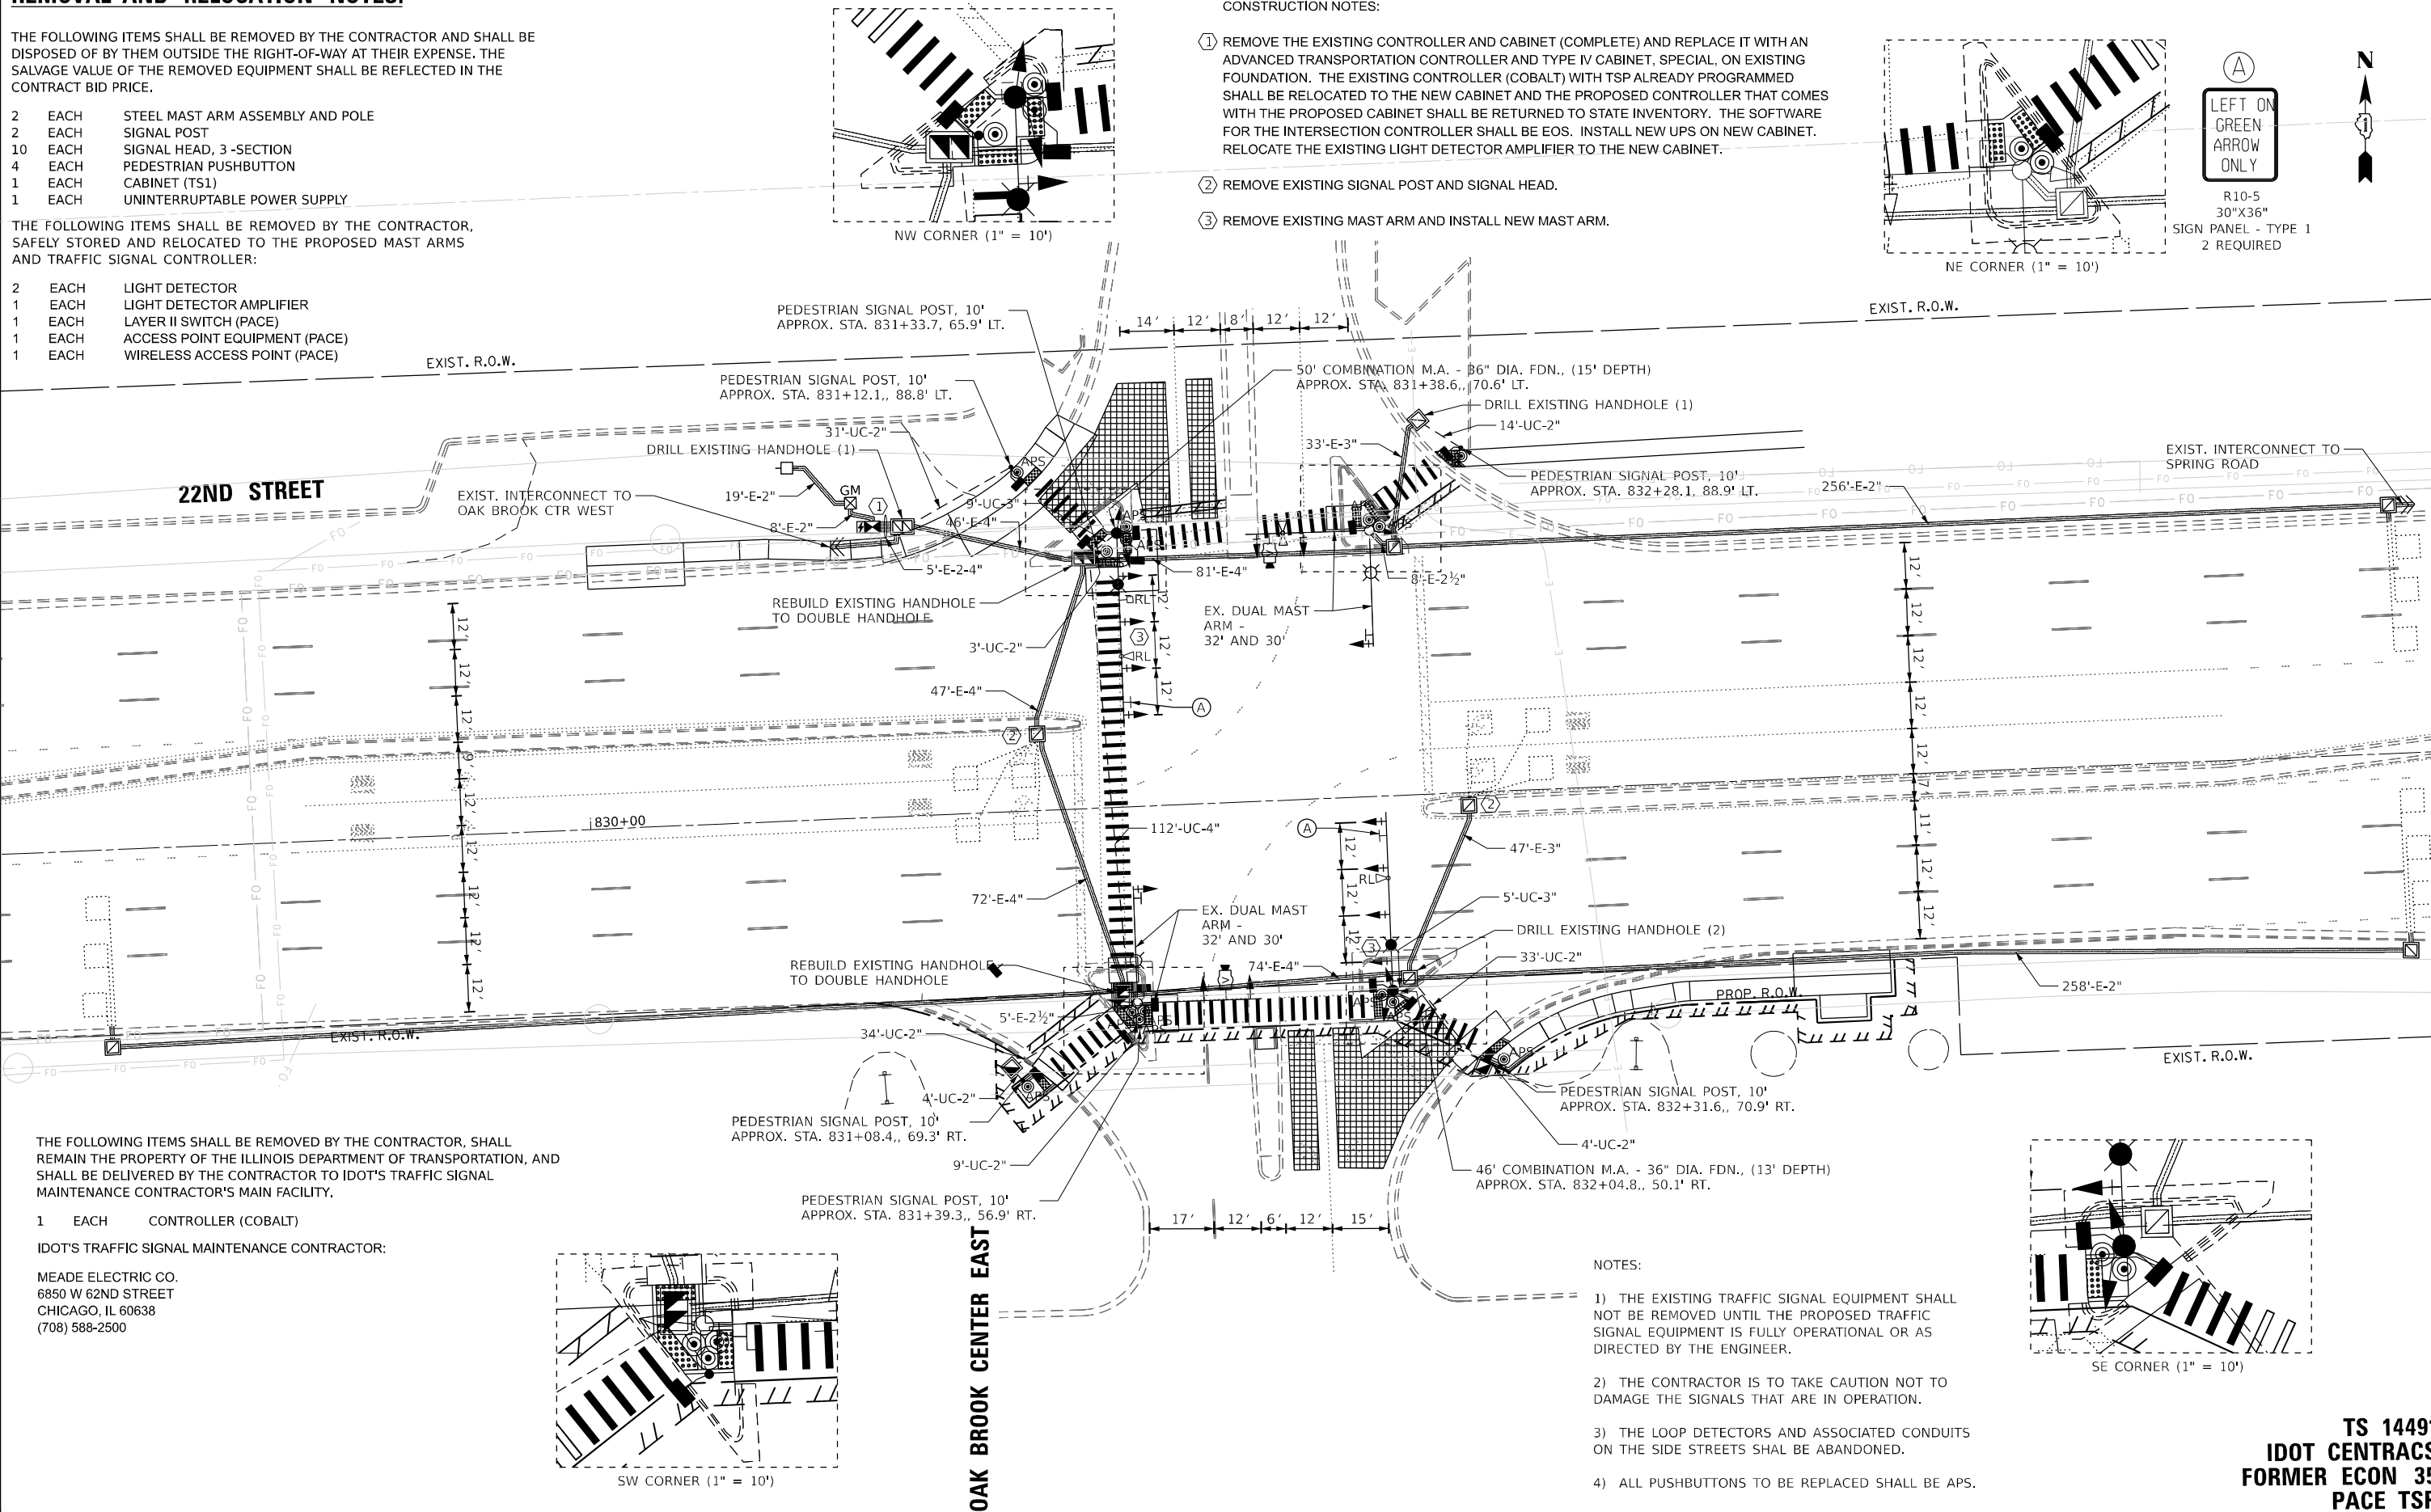 REMOVAL AND RELOCATION NOTES:
THE FOLLOWING ITEMS SHALL BE REMOVED BY THE CONTRACTOR AND SHALL BE
DISPOSED OF BY THEM OUTSIDE THE RIGHT-OF-WAY AT THEIR EXPENSE. THE
SALVAGE VALUE OF THE REMOVED EQUIPMENT SHALL BE REFLECTED IN THE
CONTRACT BID PRICE.
2 EACH STEEL MAST ARM ASSEMBLY AND POLE
2 EACH SIGNAL POST
10 EACH SIGNAL HEAD, 3 -SECTION
4 EACH PEDESTRIAN PUSHBUTTON
1 EACH CABINET (TS1)
1 EACH UNINTERRUPTABLE POWER SUPPLY
THE FOLLOWING ITEMS SHALL BE REMOVED BY THE CONTRACTOR,
SAFELY STORED AND RELOCATED TO THE PROPOSED MAST ARMS
AND TRAFFIC SIGNAL CONTROLLER:
2 EACH LIGHT DETECTOR
1 EACH LIGHT DETECTOR AMPLIFIER
1 EACH LAYER II SWITCH (PACE)
1 EACH ACCESS POINT EQUIPMENT (PACE)
1 EACH WIRELESS ACCESS POINT (PACE)
NW CORNER (1" = 10')
CONSTRUCTION NOTES:
1 REMOVE THE EXISTING CONTROLLER AND CABINET (COMPLETE) AND REPLACE IT WITH AN
ADVANCED TRANSPORTATION CONTROLLER AND TYPE IV CABINET, SPECIAL, ON EXISTING
FOUNDATION. THE EXISTING CONTROLLER (COBALT) WITH TSP ALREADY PROGRAMMED
SHALL BE RELOCATED TO THE NEW CABINET AND THE PROPOSED CONTROLLER THAT COMES
WITH THE PROPOSED CABINET SHALL BE RETURNED TO STATE INVENTORY. THE SOFTWARE
FOR THE INTERSECTION CONTROLLER SHALL BE EOS. INSTALL NEW UPS ON NEW CABINET.
RELOCATE THE EXISTING LIGHT DETECTOR AMPLIFIER TO THE NEW CABINET.
2 REMOVE EXISTING SIGNAL POST AND SIGNAL HEAD.
3 REMOVE EXISTING MAST ARM AND INSTALL NEW MAST ARM.
NE CORNER (1" = 10')
A
LEFT ON
GREEN
ARROW
ONLY
R10-5
30"X36"
SIGN PANEL - TYPE 1
2 REQUIRED
N
1
EXIST. R.O.W.
EXIST. R.O.W.
PEDESTRIAN SIGNAL POST, 10'
APPROX. STA. 831+33.7, 65.9' LT.
14' 12' 8' 12' 12'
PEDESTRIAN SIGNAL POST, 10'
APPROX. STA. 831+12.1,, 88.8' LT.
50' COMBINATION M.A. - 36" DIA. FDN., (15' DEPTH)
APPROX. STA. 831+38.6,, 70.6' LT.
DRILL EXISTING HANDHOLE (1)
14'-UC-2"
33'-E-3"
31'-UC-2"
DRILL EXISTING HANDHOLE (1)
22ND STREET
EXIST. INTERCONNECT TO
OAK BROOK CTR WEST
19'-E-2"
GM
1
8'-E-2"
9'-UC-3"
46'-E-4"
5'-E-2-4"
APS
PEDESTRIAN SIGNAL POST, 10'
APPROX. STA. 832+28.1, 88.9' LT.
256'-E-2"
EXIST. INTERCONNECT TO
SPRING ROAD
81'-E-4"
8'-E-2½"
REBUILD EXISTING HANDHOLE
TO DOUBLE HANDHOLE
EX. DUAL MAST
ARM -
32' AND 30'
3'-UC-2"
3
RL
12'
12'
12'
47'-E-4"
A
2
830+00
112'-UC-4"
A
2
47'-E-3"
72'-E-4"
RL
5'-UC-3"
EX. DUAL MAST
ARM -
32' AND 30'
DRILL EXISTING HANDHOLE (2)
3
REBUILD EXISTING HANDHOLE
TO DOUBLE HANDHOLE
74'-E-4"
33'-UC-2"
5'-E-2½"
34'-UC-2"
PROP. R.O.W.
258'-E-2"
EXIST. R.O.W.
EXIST. R.O.W.
APS
4'-UC-2"
PEDESTRIAN SIGNAL POST, 10'
APPROX. STA. 831+08.4,, 69.3' RT.
PEDESTRIAN SIGNAL POST, 10'
APPROX. STA. 832+31.6,, 70.9' RT.
4'-UC-2"
9'-UC-2"
46' COMBINATION M.A. - 36" DIA. FDN., (13' DEPTH)
APPROX. STA. 832+04.8,, 50.1' RT.
PEDESTRIAN SIGNAL POST, 10'
APPROX. STA. 831+39.3,, 56.9' RT.
17' 12' 6' 12' 15'
OAK BROOK CENTER EAST
THE FOLLOWING ITEMS SHALL BE REMOVED BY THE CONTRACTOR, SHALL
REMAIN THE PROPERTY OF THE ILLINOIS DEPARTMENT OF TRANSPORTATION, AND
SHALL BE DELIVERED BY THE CONTRACTOR TO IDOT'S TRAFFIC SIGNAL
MAINTENANCE CONTRACTOR'S MAIN FACILITY.
1 EACH CONTROLLER (COBALT)
IDOT'S TRAFFIC SIGNAL MAINTENANCE CONTRACTOR:
MEADE ELECTRIC CO.
6850 W 62ND STREET
CHICAGO, IL 60638
(708) 588-2500
SW CORNER (1" = 10')
NOTES:
1) THE EXISTING TRAFFIC SIGNAL EQUIPMENT SHALL
NOT BE REMOVED UNTIL THE PROPOSED TRAFFIC
SIGNAL EQUIPMENT IS FULLY OPERATIONAL OR AS
DIRECTED BY THE ENGINEER.
2) THE CONTRACTOR IS TO TAKE CAUTION NOT TO
DAMAGE THE SIGNALS THAT ARE IN OPERATION.
3) THE LOOP DETECTORS AND ASSOCIATED CONDUITS
ON THE SIDE STREETS SHAL BE ABANDONED.
4) ALL PUSHBUTTONS TO BE REPLACED SHALL BE APS.
SE CORNER (1" = 10')
TS 14491
IDOT CENTRACS
FORMER ECON 35
PACE TSP